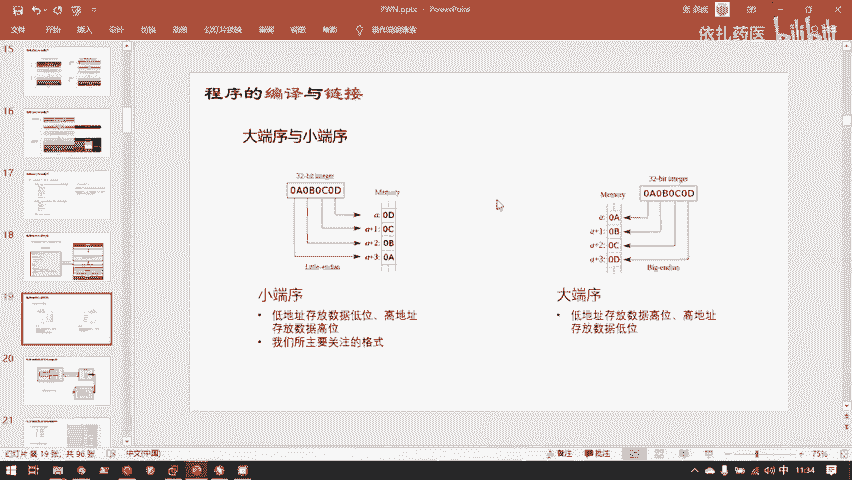 PWN.pptx - PowerPoint
依扎药医 bilibili
文件 开始 插入 设计 切换 动画 幻灯片放映 审阅 视图 帮助
15
16
17
18
19
20
21
程序的编译与链接
大端序与小端序
32-bit integer
0A0B0C0D
Memory
a: 0D
a+1: 0C
a+2: 0B
a+3: 0A
Little-endian
小端序
• 低地址存放数据低位、高地址
存放数据高位
• 我们所主要关注的格式
32-bit integer
Memory
0A0B0C0D
a: 0A
a+1: 0B
a+2: 0C
a+3: 0D
Big-endian
大端序
• 低地址存放数据高位、高地址
存放数据低位
幻灯片 第 19 张，共 96 张 中文(中国)
备注 批注
75%
中 11:34